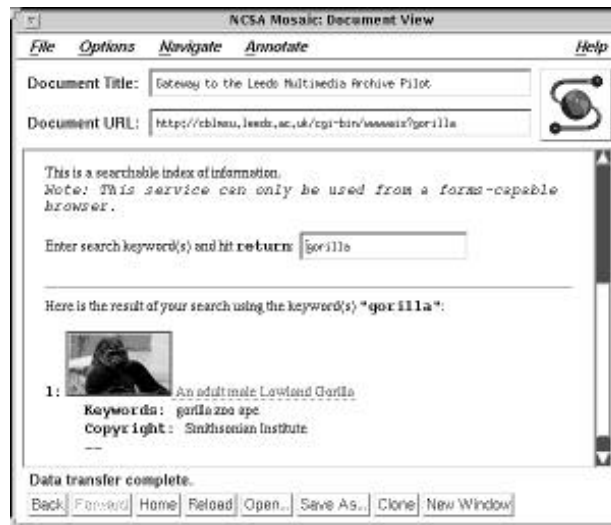 NCSA Mosaic: Document View
File Options Navigate Annotate Help
Document Title: Gateway to the Leeds Multimedia Archive Pilot
Document URL: http://cblmsu.leeds.ac.uk/cgi-bin/wwwwais?gorilla
This is a searchable index of information.
Note: This service can only be used from a forms-capable
browser.
Enter search keyword(s) and hit return: gorilla
Here is the result of your search using the keyword(s) "gorilla":
1: An adult male Lowland Gorilla
Keywords: gorilla zoo ape
Copyright: Smithsonian Institute
--
Data transfer complete.
Back Forward Home Reload Open... Save As... Clone New Window